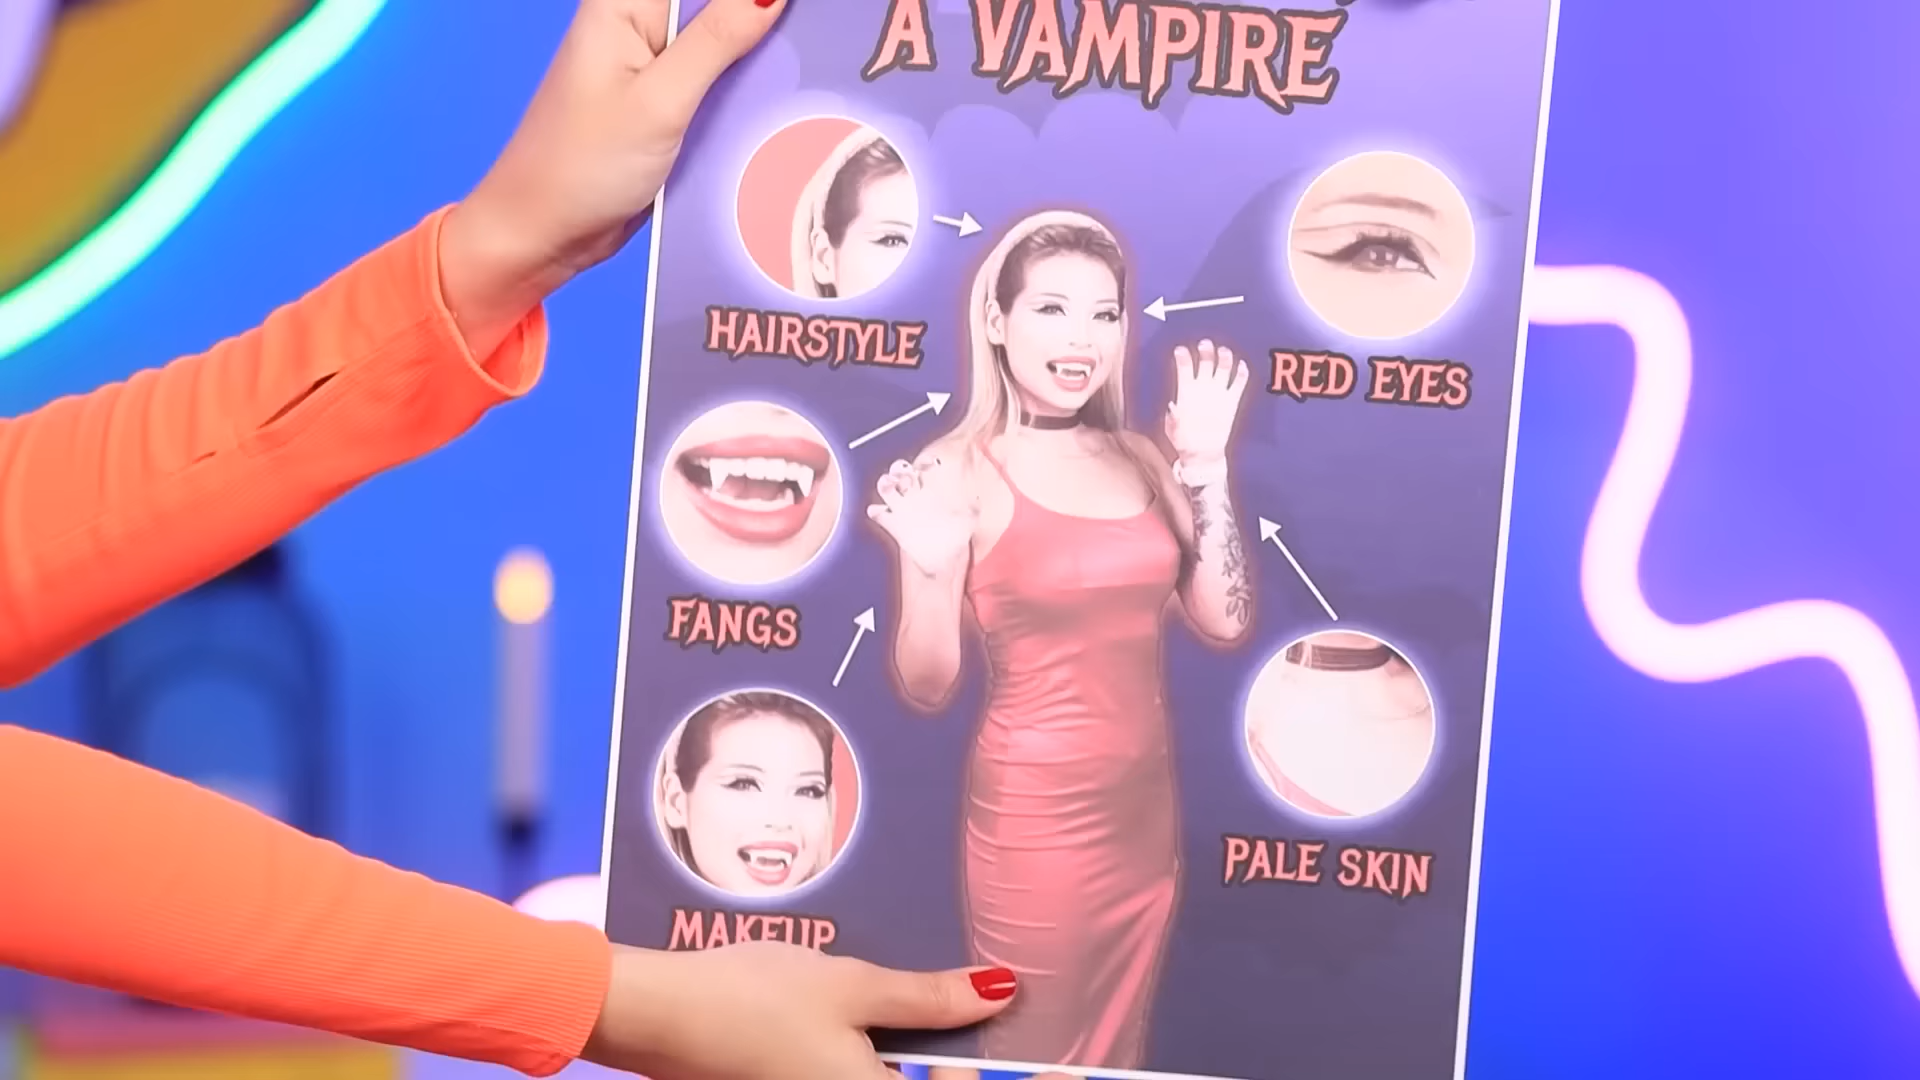 A VAMPIRE
HAIRSTYLE
RED EYES
FANGS
PALE SKIN
MAKEUP